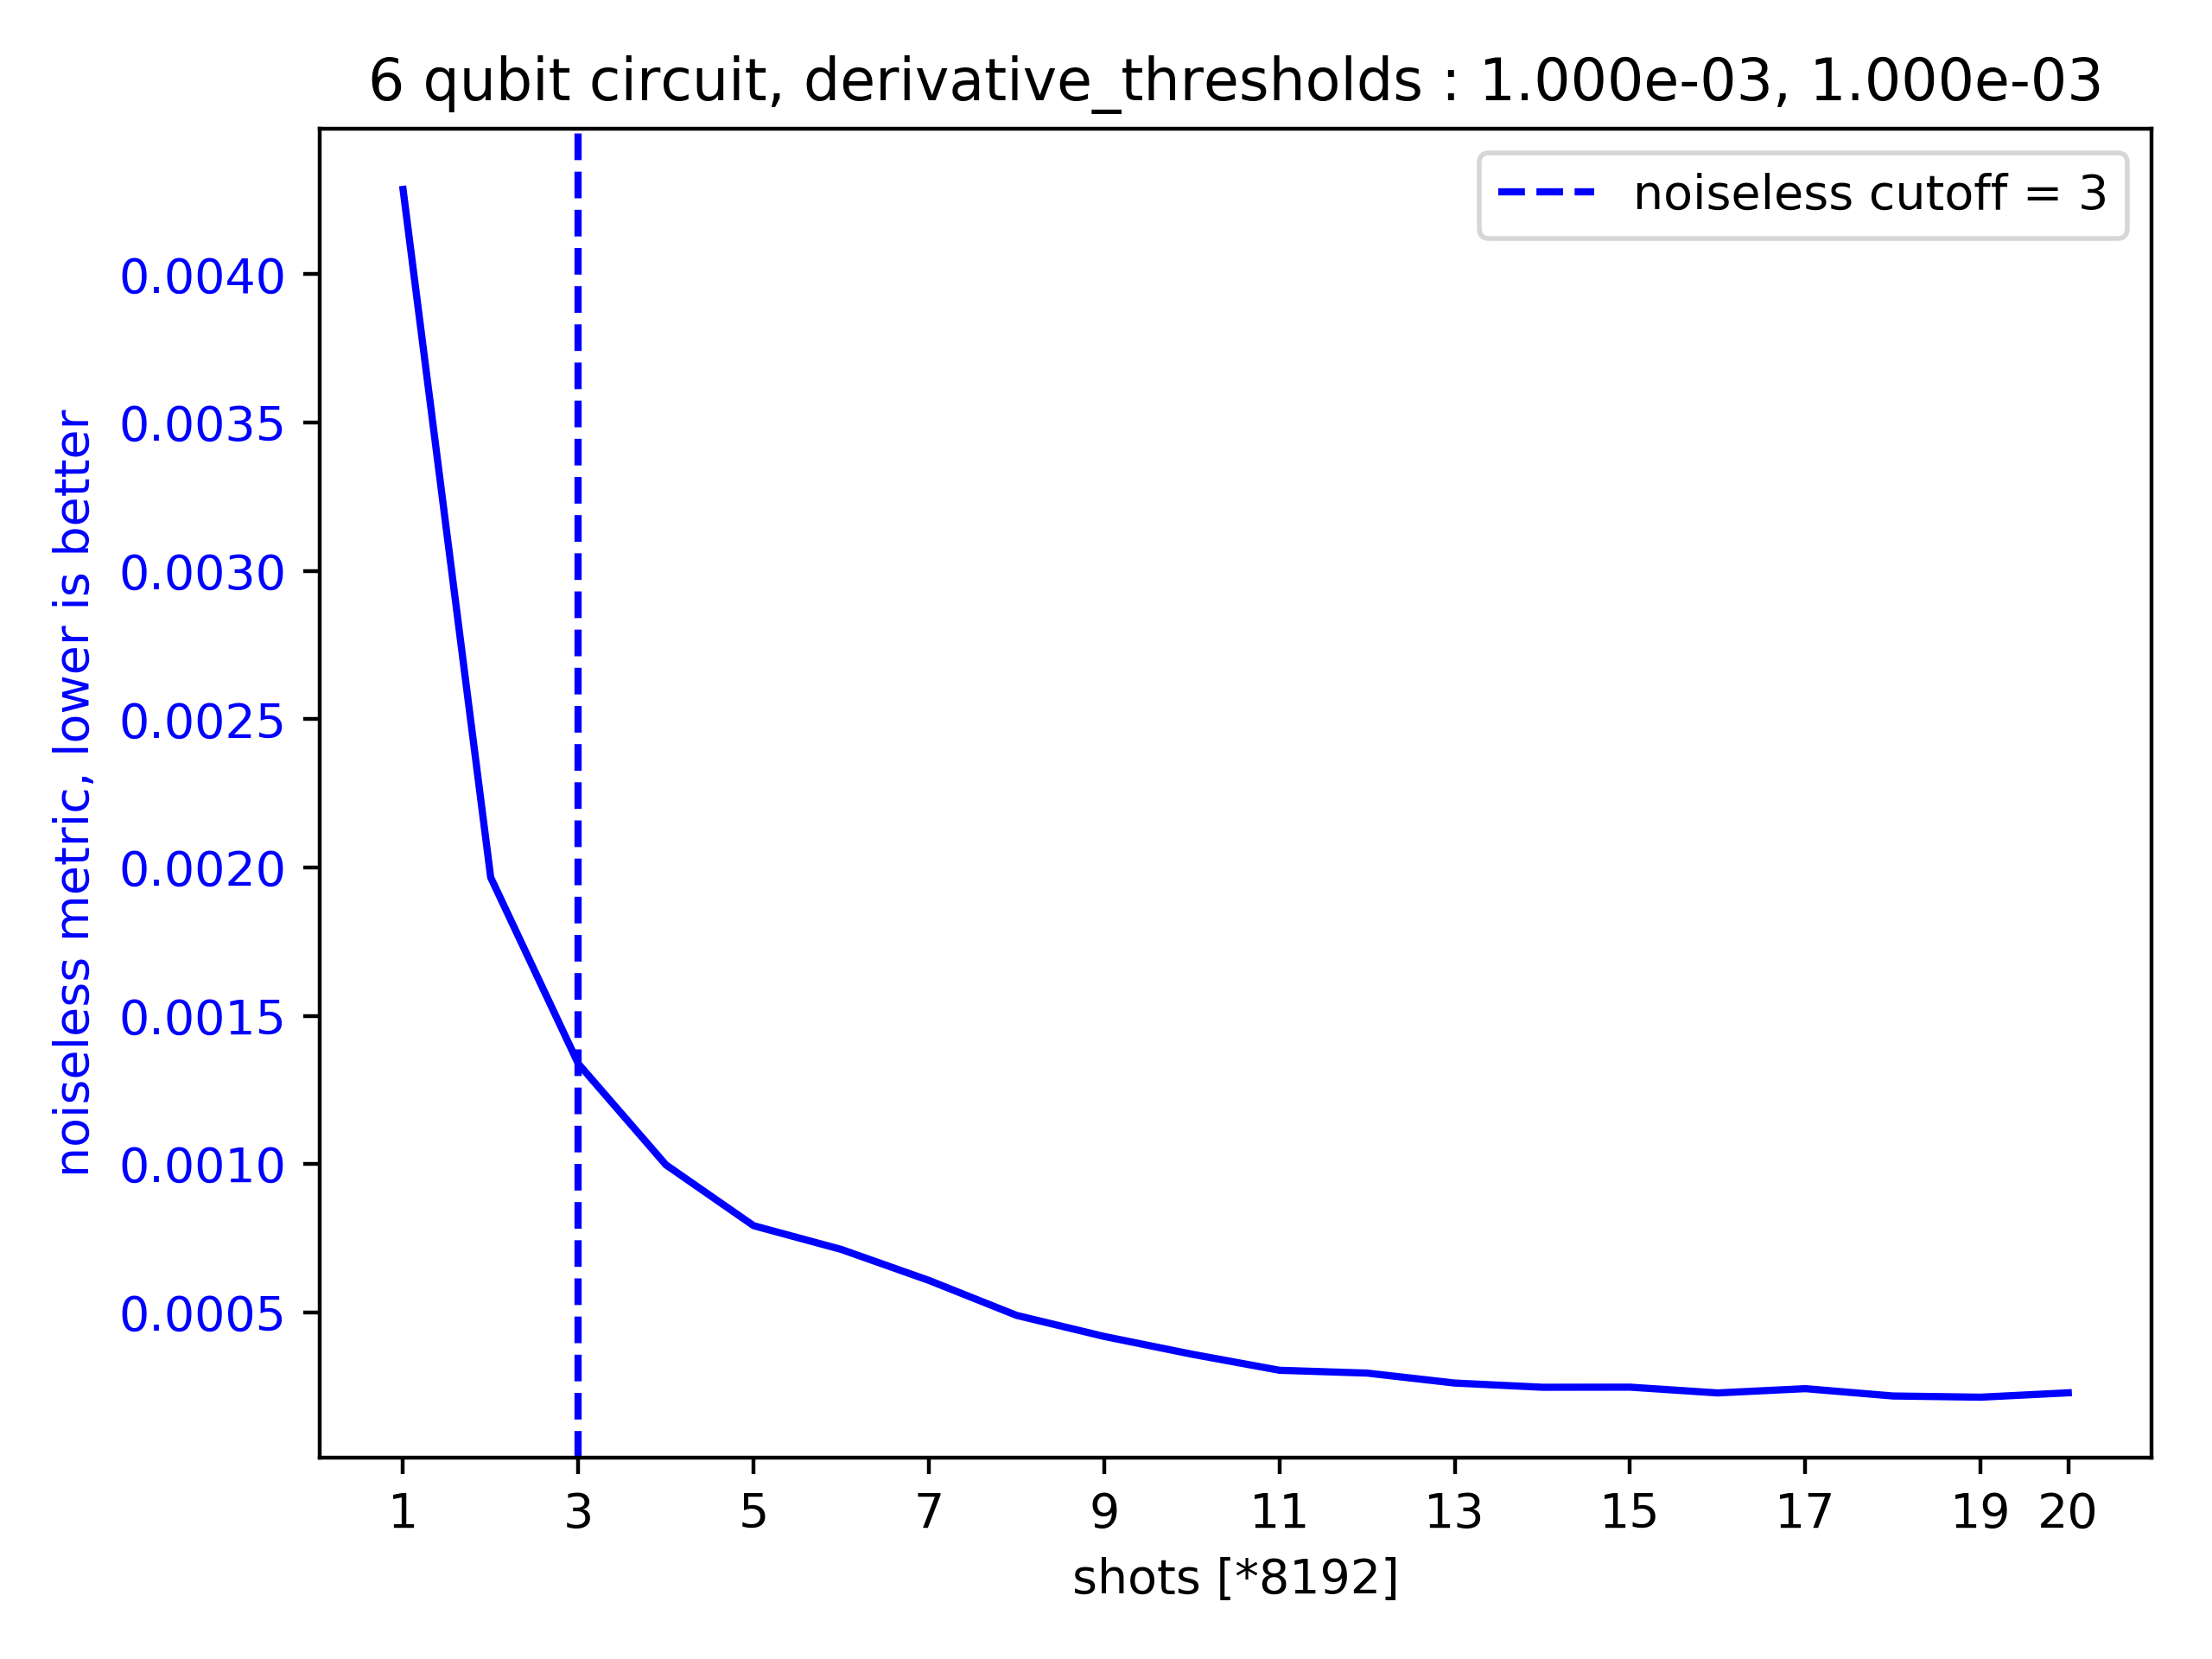 6 qubit circuit, derivative_thresholds : 1.000e-03, 1.000e-03
noiseless cutoff = 3
noiseless metric, lower is better
0.0040
0.0035
0.0030
0.0025
0.0020
0.0015
0.0010
0.0005
1 3 5 7 9 11 13 15 17 19 20
shots [*8192]